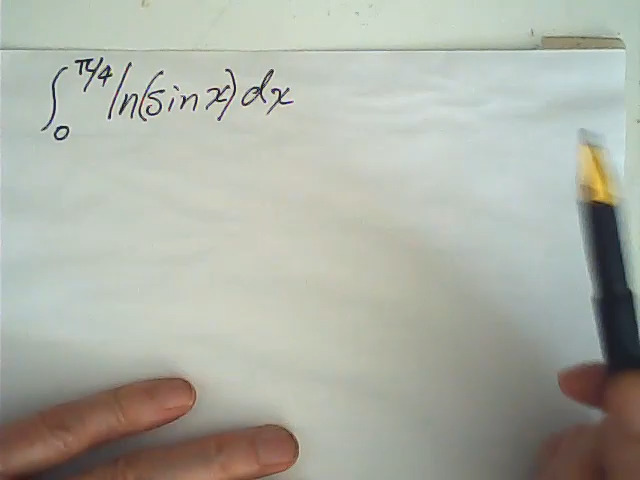 ∫₀^π/4 ln(sin x) dx